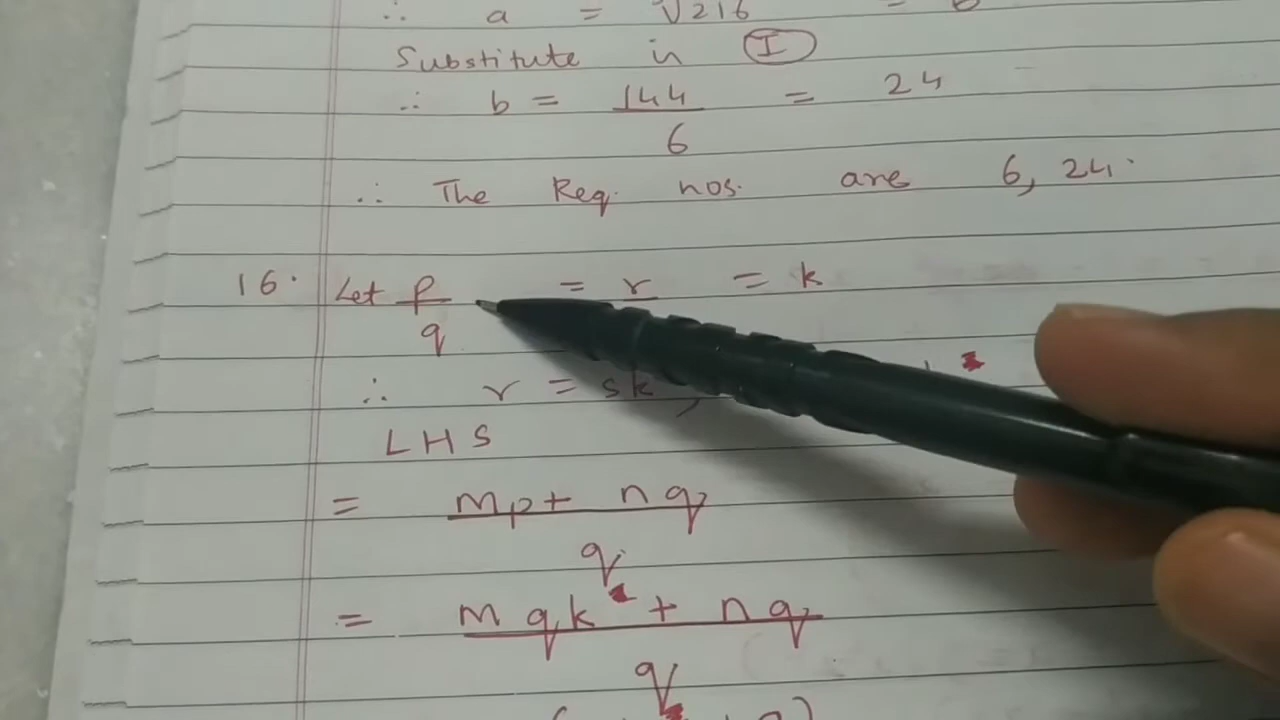 ∴ a = ∛216 = 6
Substitute in I
∴ b = 144/6 = 24
∴ The Req. nos. are 6, 24.
16. Let p/q = r = k
∴ r = sk,
LHS
= mp + nq / q
= mqk + nq / q